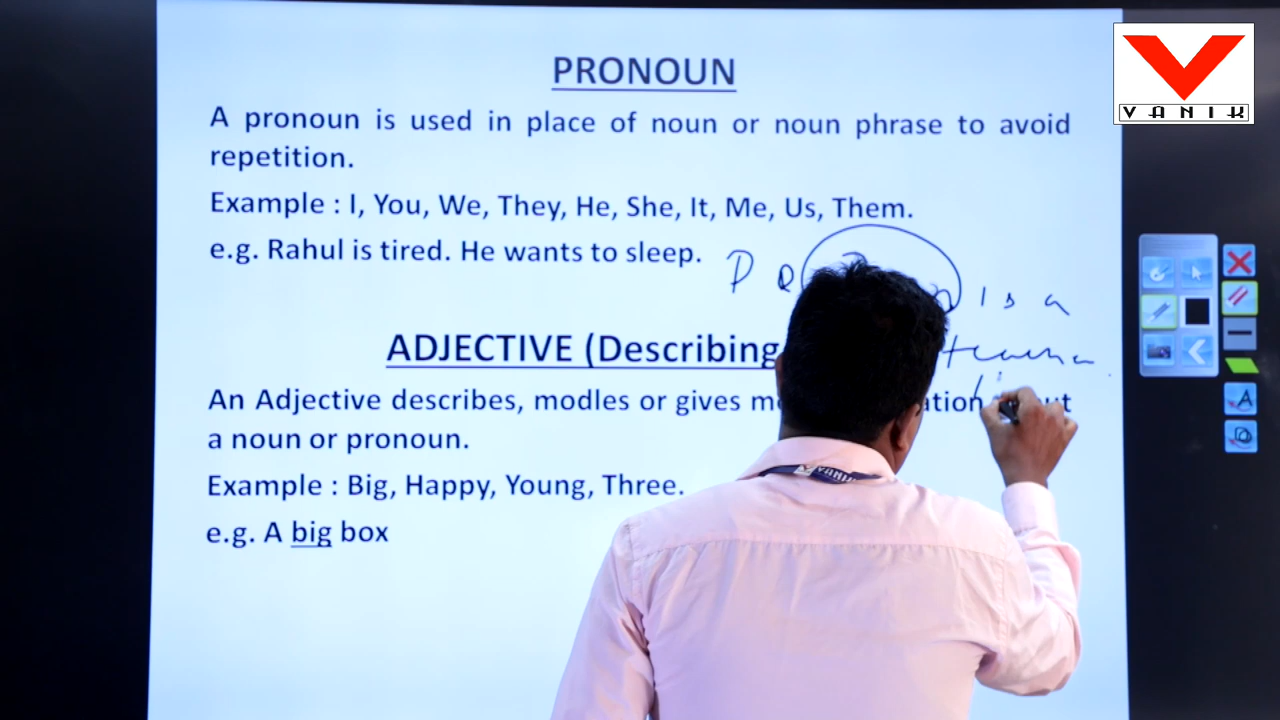 PRONOUN
A pronoun is used in place of noun or noun phrase to avoid
repetition.
Example : I, You, We, They, He, She, It, Me, Us, Them.
e.g. Rahul is tired. He wants to sleep.
is a
ADJECTIVE (Describing
An Adjective describes, modles or gives
a noun or pronoun.
Example : Big, Happy, Young, Three.
e.g. A big box
VANIK
VANIK
A